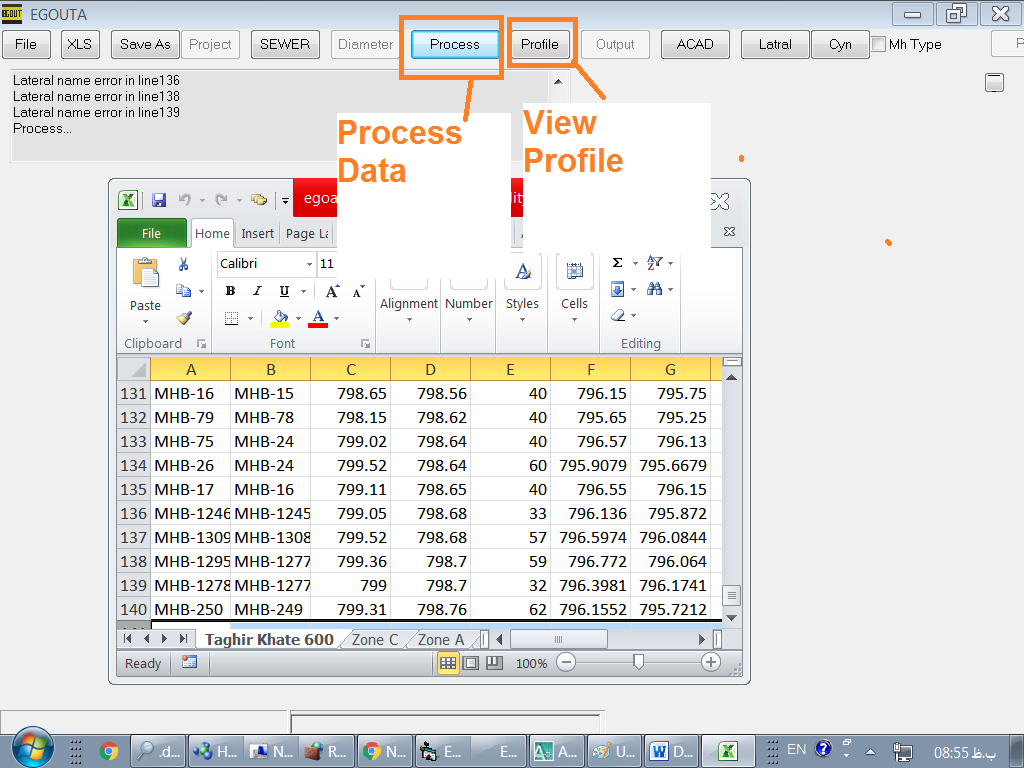 EGOUT EGOUTA
File XLS Save As Project SEWER Diameter Process Profile Output ACAD Latral Cyn Mh Type P
Lateral name error in line136
Lateral name error in line138
Lateral name error in line139
Process...
Process
Data
View
Profile
egoa
File Home Insert Page La
Calibri 11
Paste
B I U A A
A
Alignment Number Styles Cells
Clipboard Font Editing
A B C D E F G
131 MHB-16 MHB-15 798.65 798.56 40 796.15 795.75
132 MHB-79 MHB-78 798.15 798.62 40 795.65 795.25
133 MHB-75 MHB-24 799.02 798.64 40 796.57 796.13
134 MHB-26 MHB-24 799.52 798.64 60 795.9079 795.6679
135 MHB-17 MHB-16 799.11 798.65 40 796.55 796.15
136 MHB-1246 MHB-1245 799.05 798.68 33 796.136 795.872
137 MHB-1309 MHB-1308 799.52 798.68 57 796.5974 796.0844
138 MHB-1295 MHB-1277 799.36 798.7 59 796.772 796.064
139 MHB-1278 MHB-1277 799 798.7 32 796.3981 796.1741
140 MHB-250 MHB-249 799.31 798.76 62 796.1552 795.7212
Taghir Khate 600 Zone C Zone A
Ready 100%
.d... H... N... R... N... E... E... A... U... D... EN 08:55 ب.ظ